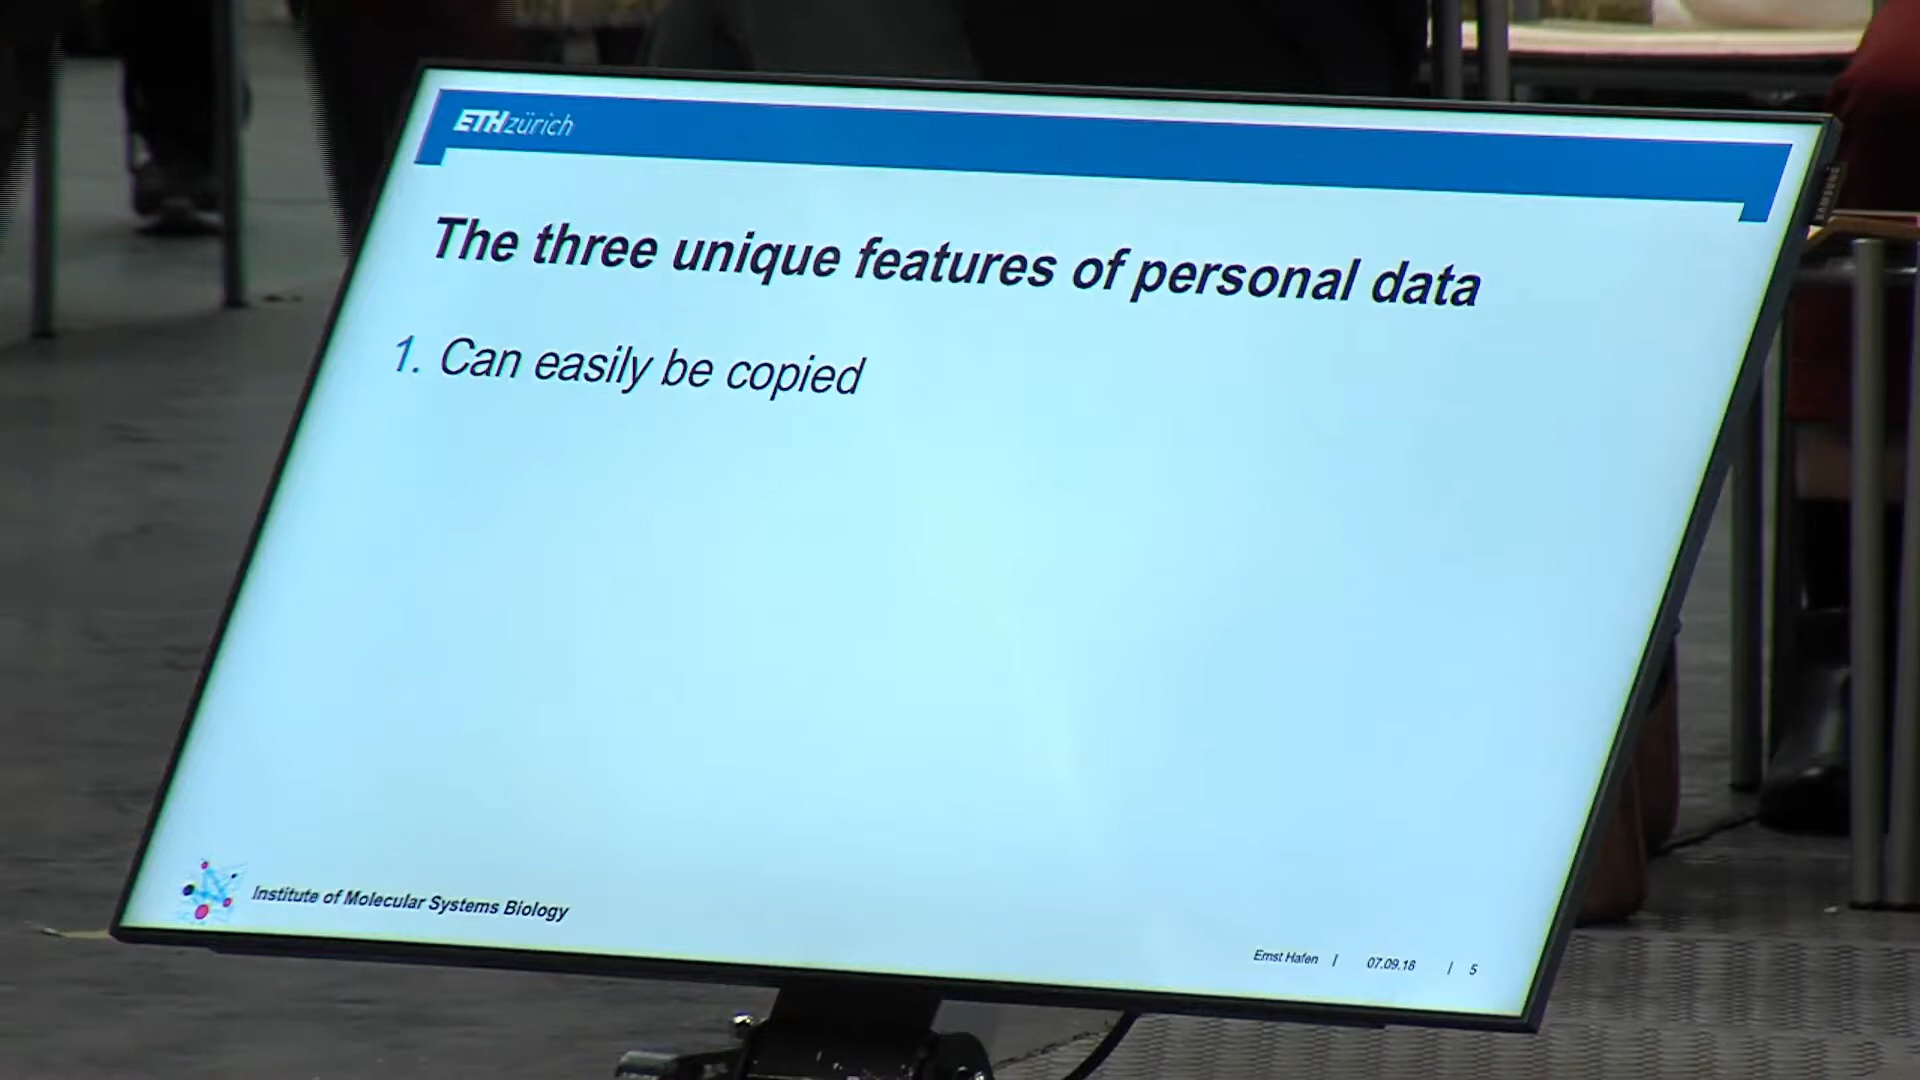 ETHzürich
The three unique features of personal data
1. Can easily be copied
Institute of Molecular Systems Biology
Ernst Hafen | 07.09.18 | 5
SAMSUNG